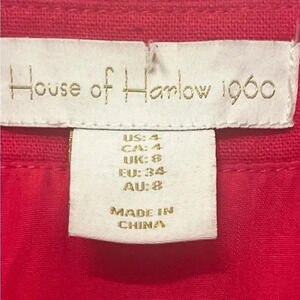 House of Harlow 1960
US: 4
CA: 4
UK: 8
EU: 34
AU: 8
MADE IN
CHINA